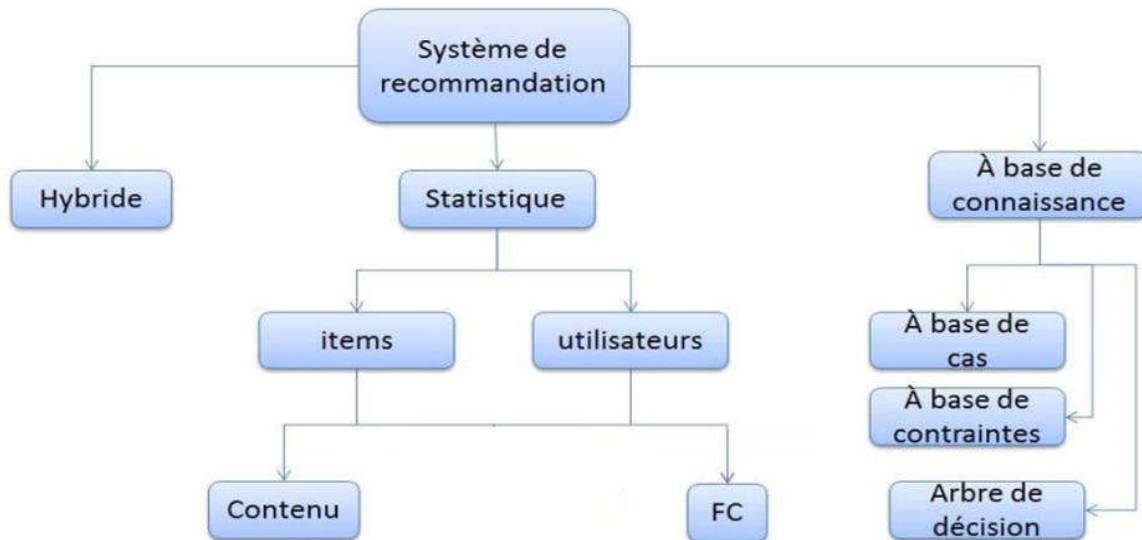 Système de
recommandation
Hybride
Statistique
À base de
connaissance
items
utilisateurs
À base de
cas
À base de
contraintes
Contenu
FC
Arbre de
décision